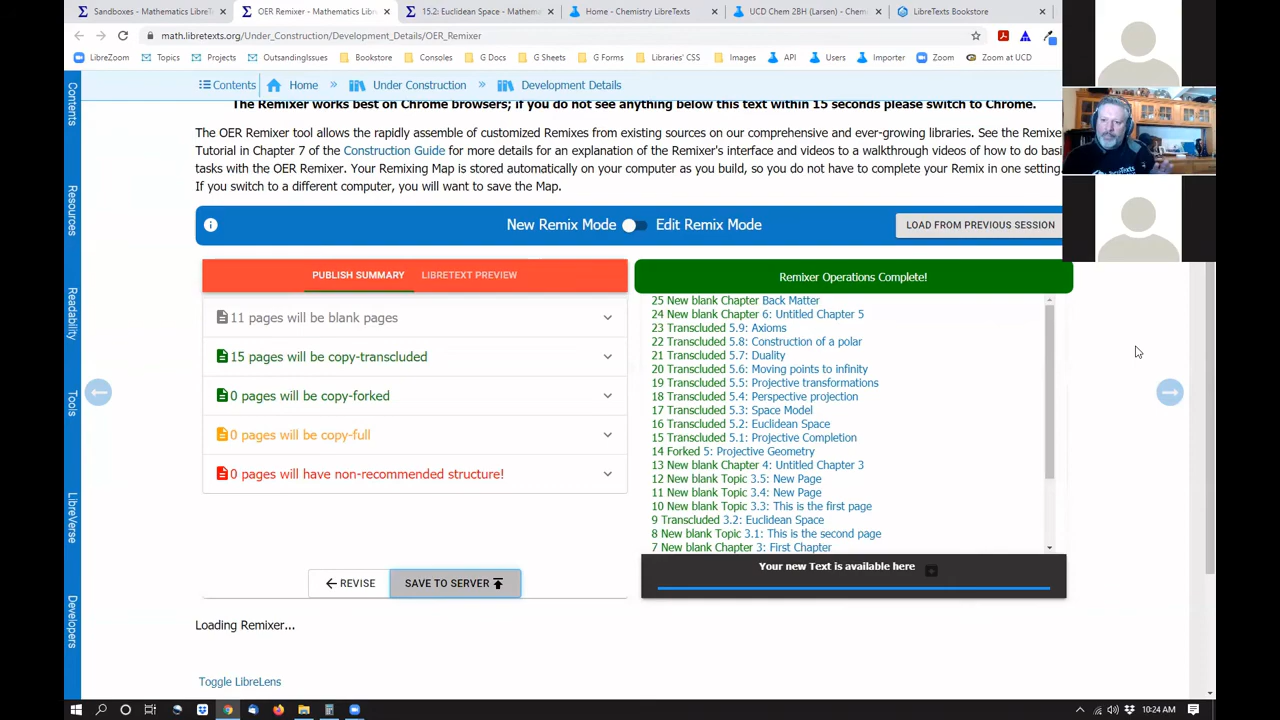 Sandboxes - Mathematics LibreT
OER Remixer - Mathematics Libr
15.2: Euclidean Space - Mathema
Home - Chemistry LibreTexts
UCD Chem 2BH (Larsen) - Chem
LibreTexts Bookstore
math.libretexts.org/Under_Construction/Development_Details/OER_Remixer
LibreZoom Topics Projects OutsandingIssues Bookstore Consoles G Docs G Sheets G Forms Libraries' CSS Images API Users Importer Zoom Zoom at UCD
Contents Home » Under Construction » Development Details
The Remixer works best on Chrome browsers; if you do not see anything below this text within 15 seconds please switch to Chrome.
The OER Remixer tool allows the rapidly assemble of customized Remixes from existing sources on our comprehensive and ever-growing libraries. See the Remixe
Tutorial in Chapter 7 of the Construction Guide for more details for an explanation of the Remixer's interface and videos to a walkthrough videos of how to do basi
tasks with the OER Remixer. Your Remixing Map is stored automatically on your computer as you build, so you do not have to complete your Remix in one setting.
If you switch to a different computer, you will want to save the Map.
New Remix Mode Edit Remix Mode LOAD FROM PREVIOUS SESSION
PUBLISH SUMMARY LIBRETEXT PREVIEW
11 pages will be blank pages
15 pages will be copy-transcluded
0 pages will be copy-forked
0 pages will be copy-full
0 pages will have non-recommended structure!
REVISE SAVE TO SERVER
Remixer Operations Complete!
25 New blank Chapter Back Matter
24 New blank Chapter 6: Untitled Chapter 5
23 Transcluded 5.9: Axioms
22 Transcluded 5.8: Construction of a polar
21 Transcluded 5.7: Duality
20 Transcluded 5.6: Moving points to infinity
19 Transcluded 5.5: Projective transformations
18 Transcluded 5.4: Perspective projection
17 Transcluded 5.3: Space Model
16 Transcluded 5.2: Euclidean Space
15 Transcluded 5.1: Projective Completion
14 Forked 5: Projective Geometry
13 New blank Chapter 4: Untitled Chapter 3
12 New blank Topic 3.5: New Page
11 New blank Topic 3.4: New Page
10 New blank Topic 3.3: This is the first page
9 Transcluded 3.2: Euclidean Space
8 New blank Topic 3.1: This is the second page
7 New blank Chapter 3: First Chapter
Your new Text is available here
Loading Remixer...
Toggle LibreLens
Contents
Resources
Readability
Tools
LibreVerse
Developers
10:24 AM